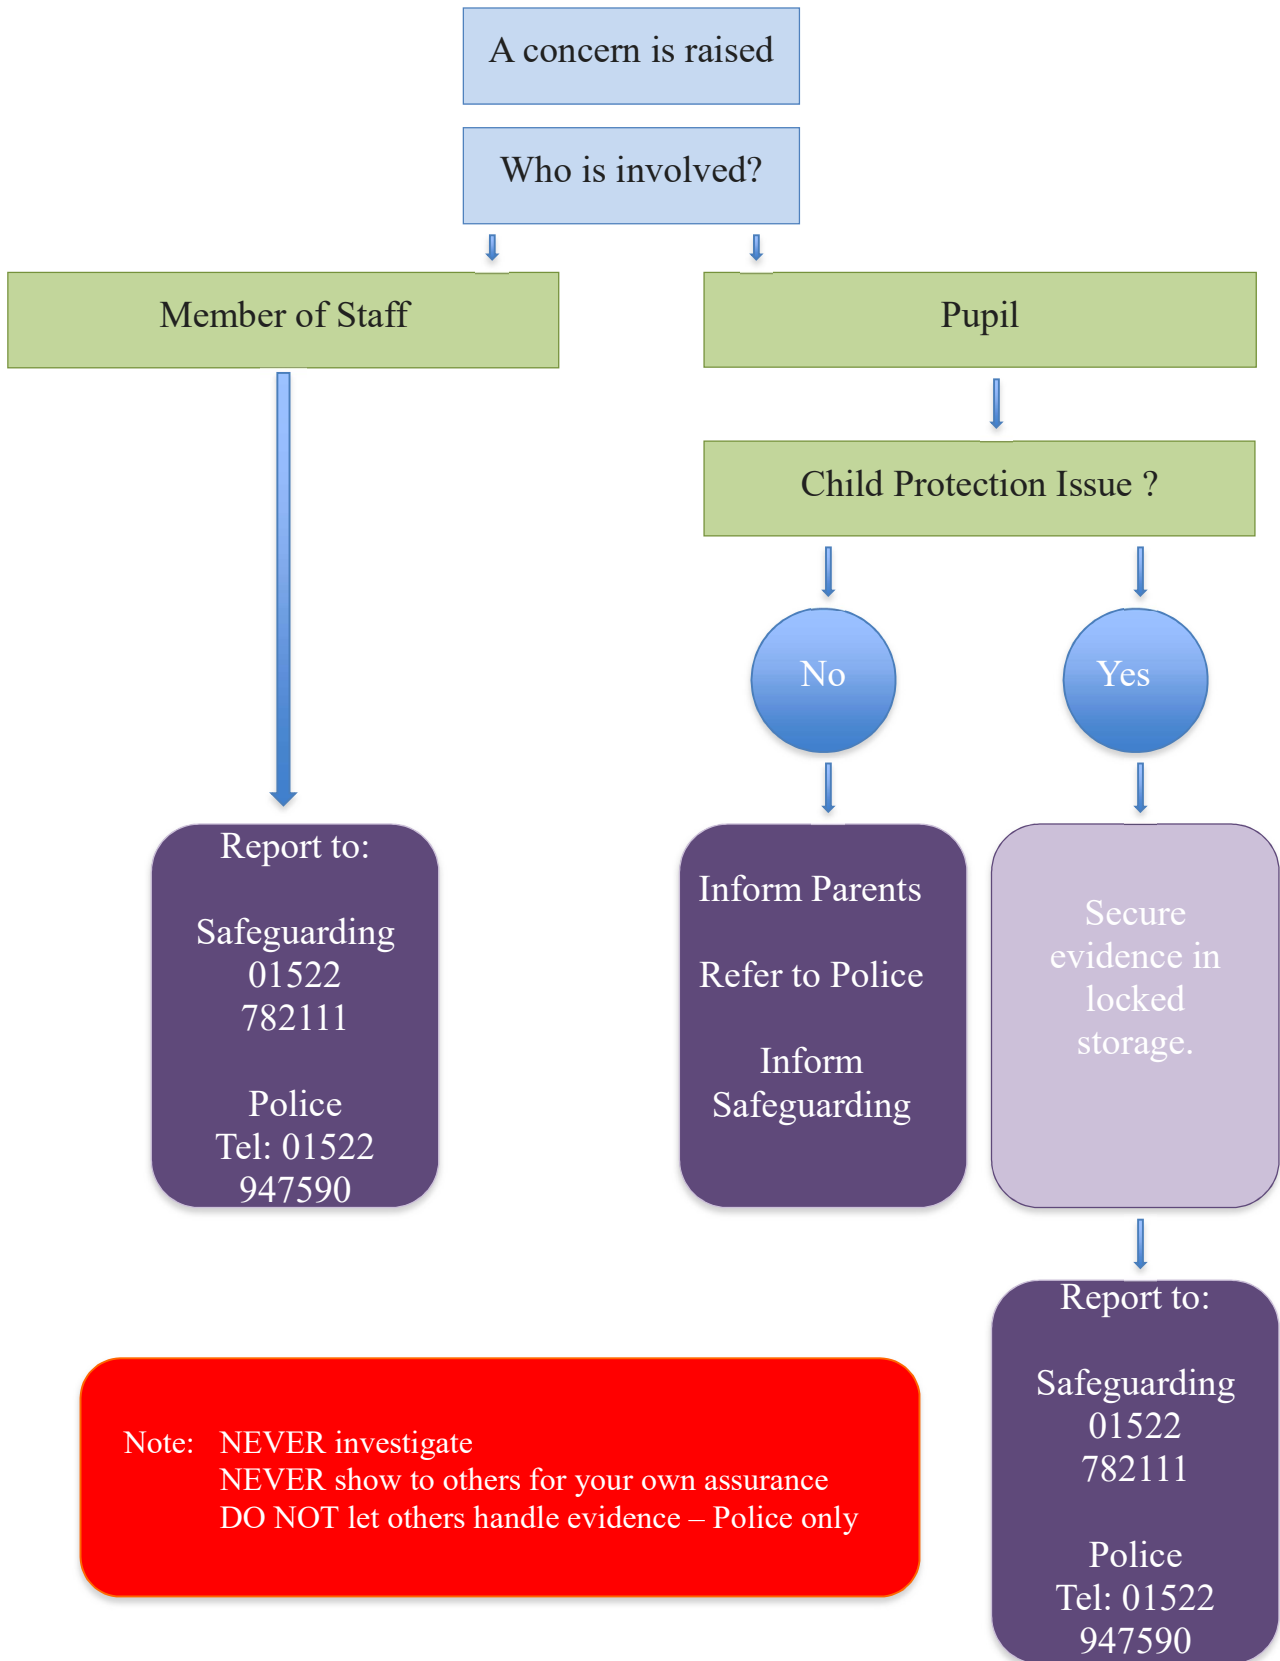 A concern is raised
Who is involved?
Member of Staff
Pupil
Child Protection Issue ?
No
Yes
Report to:
Safeguarding
01522
782111
Police
Tel: 01522
947590
Inform Parents
Refer to Police
Inform
Safeguarding
Secure
evidence in
locked
storage.
Report to:
Safeguarding
01522
782111
Police
Tel: 01522
947590
Note: NEVER investigate
NEVER show to others for your own assurance
DO NOT let others handle evidence – Police only